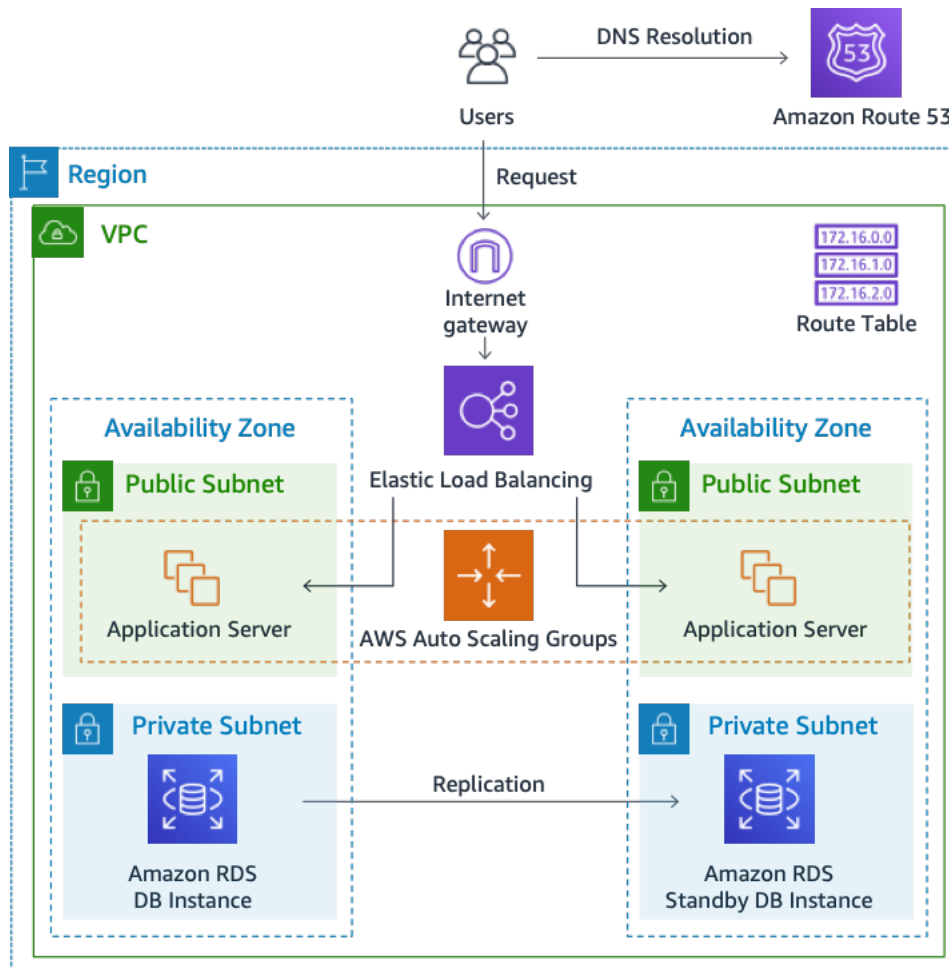 DNS Resolution
53
Users
Amazon Route 53
Region
Request
VPC
172.16.0.0
172.16.1.0
172.16.2.0
Route Table
Internet
gateway
Availability Zone
Availability Zone
Public Subnet
Elastic Load Balancing
Public Subnet
Application Server
AWS Auto Scaling Groups
Application Server
Private Subnet
Private Subnet
Replication
Amazon RDS
DB Instance
Amazon RDS
Standby DB Instance